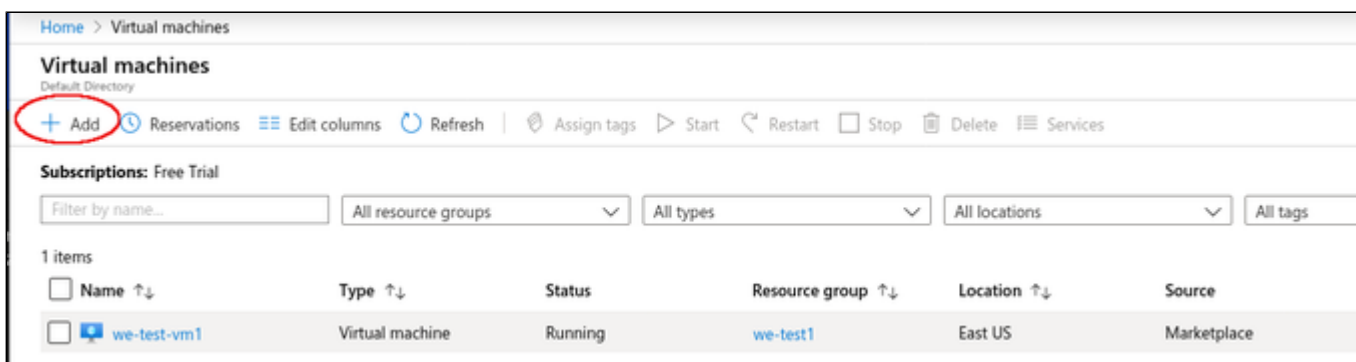 Home > Virtual machines
Virtual machines
Default Directory
+ Add Reservations Edit columns Refresh Assign tags Start Restart Stop Delete Services
Subscriptions: Free Trial
Filter by name... All resource groups All types All locations All tags
1 items
Name ↑↓ Type ↑↓ Status Resource group ↑↓ Location ↑↓ Source
we-test-vm1 Virtual machine Running we-test1 East US Marketplace